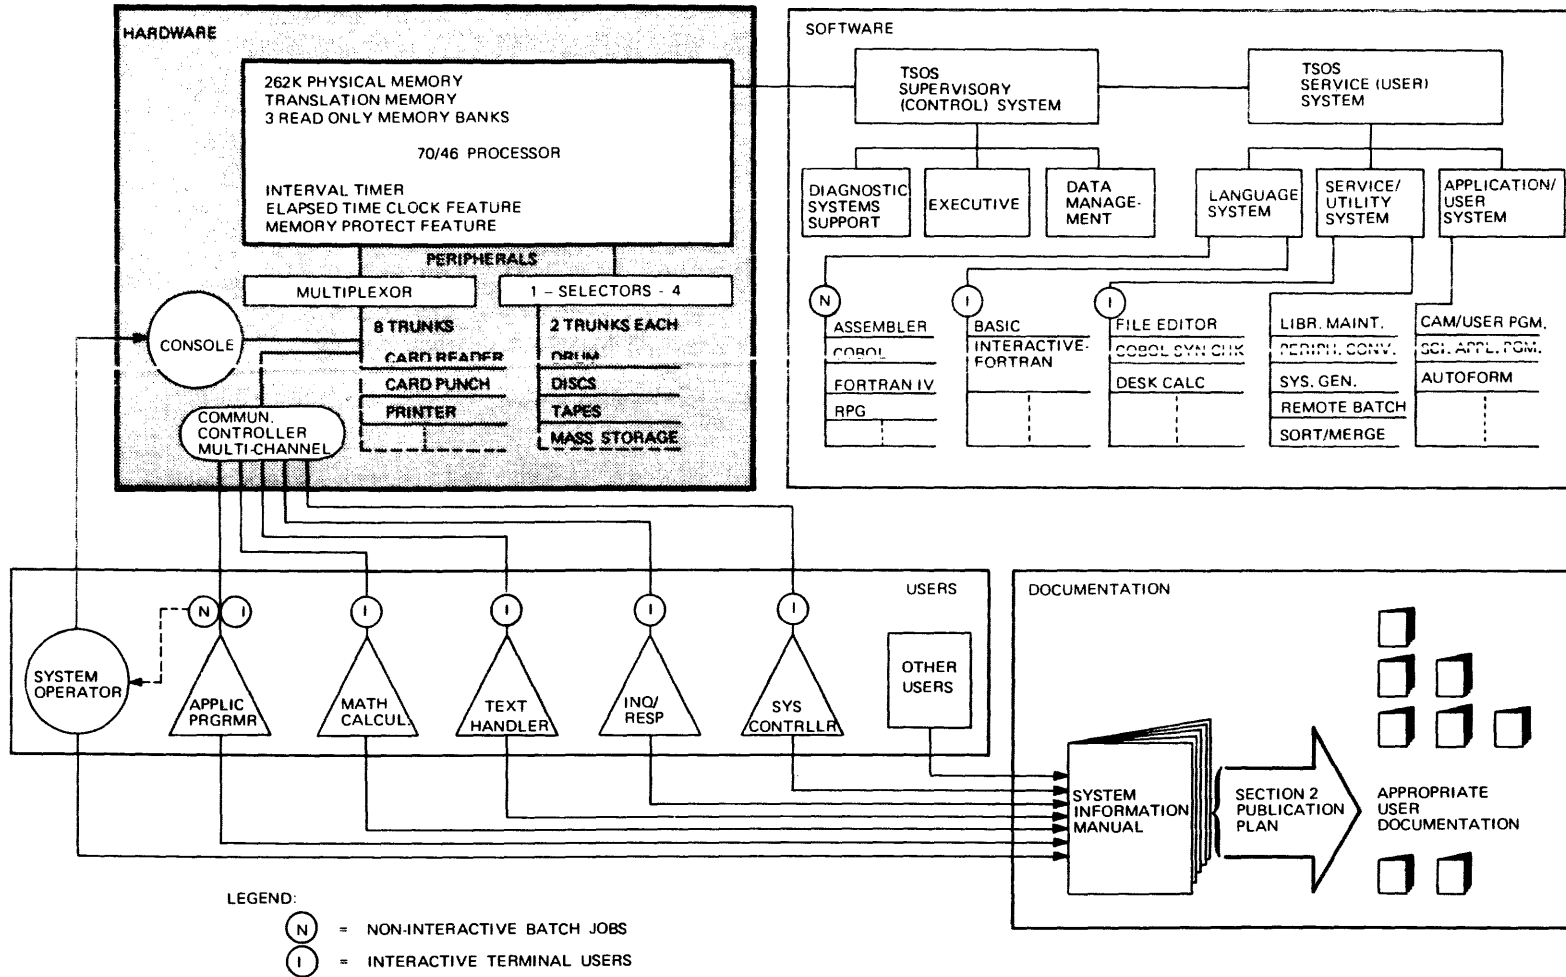 HARDWARE
262K PHYSICAL MEMORY
TRANSLATION MEMORY
3 READ ONLY MEMORY BANKS
70/46 PROCESSOR
INTERVAL TIMER
ELAPSED TIME CLOCK FEATURE
MEMORY PROTECT FEATURE
PERIPHERALS
MULTIPLEXOR
1 - SELECTORS - 4
CONSOLE
8 TRUNKS
CARD READER
CARD PUNCH
PRINTER
2 TRUNKS EACH
DRUM
DISCS
TAPES
MASS STORAGE
COMMUN.
CONTROLLER
MULTI-CHANNEL
SOFTWARE
TSOS
SUPERVISORY
(CONTROL) SYSTEM
TSOS
SERVICE (USER)
SYSTEM
DIAGNOSTIC
SYSTEMS
SUPPORT
EXECUTIVE
DATA
MANAGE-
MENT
LANGUAGE
SYSTEM
SERVICE/
UTILITY
SYSTEM
APPLICATION/
USER
SYSTEM
N
ASSEMBLER
COBOL
FORTRAN IV
RPG
I
BASIC
INTERACTIVE-
FORTRAN
I
FILE EDITOR
COBOL SYN CHK
DESK CALC
LIBR. MAINT.
PERIPH. CONV.
SYS. GEN.
REMOTE BATCH
SORT/MERGE
CAM/USER PGM.
SCI. APPL. PGM.
AUTOFORM
USERS
N I
I
I
I
I
SYSTEM
OPERATOR
APPLIC
PRGRMR
MATH
CALCUL.
TEXT
HANDLER
INQ/
RESP
SYS
CONTRLLR
OTHER
USERS
DOCUMENTATION
SYSTEM
INFORMATION
MANUAL
SECTION 2
PUBLICATION
PLAN
APPROPRIATE
USER
DOCUMENTATION
LEGEND:
N = NON-INTERACTIVE BATCH JOBS
I = INTERACTIVE TERMINAL USERS